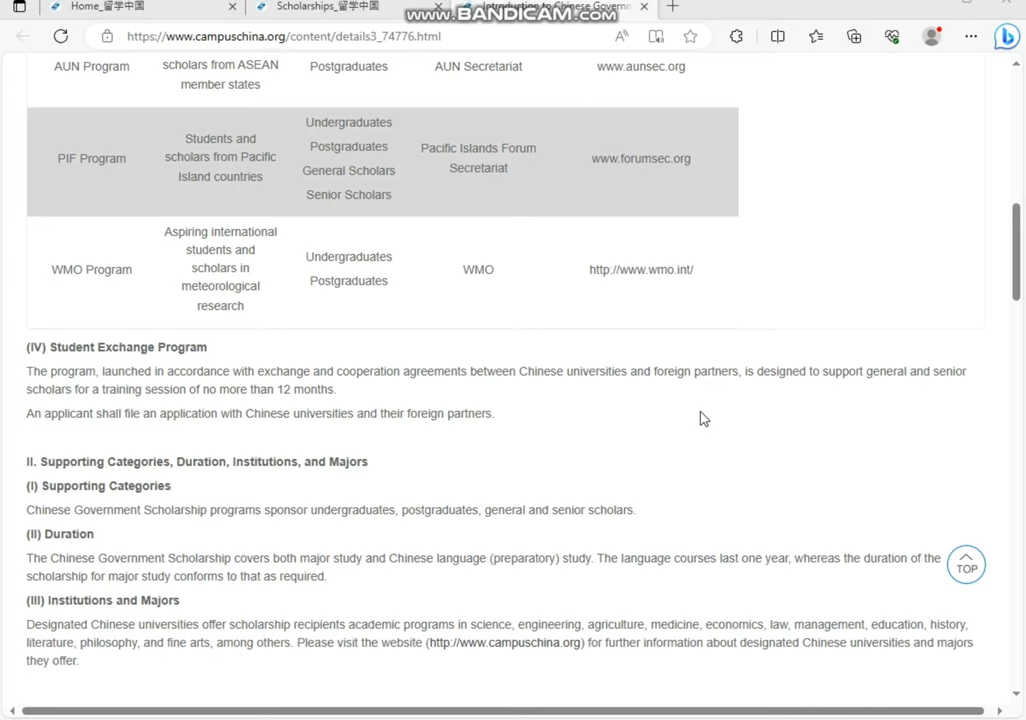 Home_留学中国
Scholarships_留学中国
Introduction to Chinese Governm
www.BANDICAM.com
https://www.campuschina.org/content/details3_74776.html
AUN Program
scholars from ASEAN
member states
Postgraduates
AUN Secretariat
www.aunsec.org
PIF Program
Students and
scholars from Pacific
Island countries
Undergraduates
Postgraduates
General Scholars
Senior Scholars
Pacific Islands Forum
Secretariat
www.forumsec.org
WMO Program
Aspiring international
students and
scholars in
meteorological
research
Undergraduates
Postgraduates
WMO
http://www.wmo.int/
(IV) Student Exchange Program
The program, launched in accordance with exchange and cooperation agreements between Chinese universities and foreign partners, is designed to support general and senior
scholars for a training session of no more than 12 months.
An applicant shall file an application with Chinese universities and their foreign partners.
II. Supporting Categories, Duration, Institutions, and Majors
(I) Supporting Categories
Chinese Government Scholarship programs sponsor undergraduates, postgraduates, general and senior scholars.
(II) Duration
The Chinese Government Scholarship covers both major study and Chinese language (preparatory) study. The language courses last one year, whereas the duration of the
scholarship for major study conforms to that as required.
TOP
(III) Institutions and Majors
Designated Chinese universities offer scholarship recipients academic programs in science, engineering, agriculture, medicine, economics, law, management, education, history,
literature, philosophy, and fine arts, among others. Please visit the website (http://www.campuschina.org) for further information about designated Chinese universities and majors
they offer.